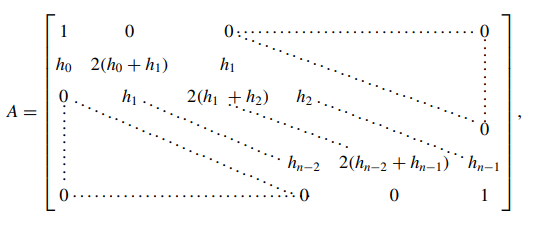 1 0 0 0
h₀ 2(h₀ + h₁) h₁
0 h₁ 2(h₁ + h₂) h₂
A = ,
0
hₙ₋₂ 2(hₙ₋₂ + hₙ₋₁) hₙ₋₁
0 0 0 1